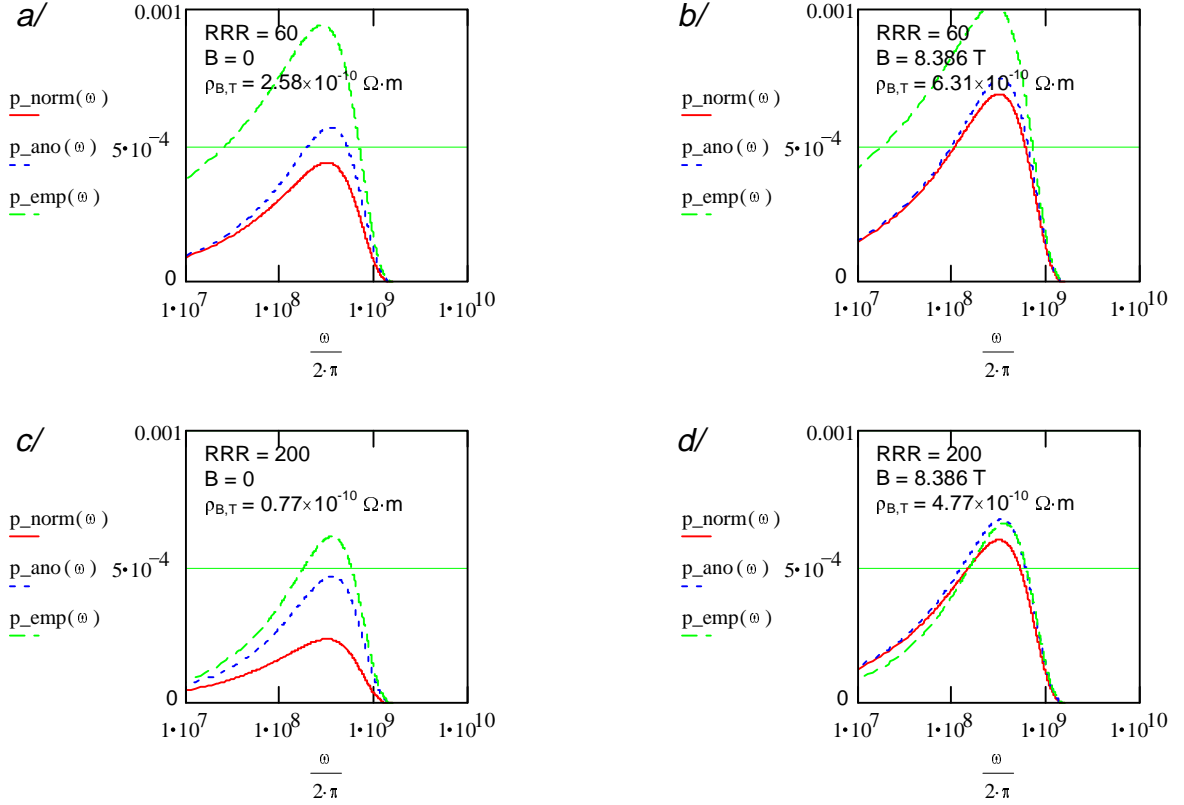 a/
0.001
RRR = 60
B = 0
ρB,T = 2.58×10-10 Ω·m
p_norm(ω)
p_ano(ω)
5•10−4
p_emp(ω)
0
1•107 1•108 1•109 1•1010
ω
2·π
b/
0.001
RRR = 60
B = 8.386 T
ρB,T = 6.31×10-10 Ω·m
p_norm(ω)
p_ano(ω)
5•10−4
p_emp(ω)
0
1•107 1•108 1•109 1•1010
ω
2·π
c/
0.001
RRR = 200
B = 0
ρB,T = 0.77×10-10 Ω·m
p_norm(ω)
p_ano(ω)
5•10−4
p_emp(ω)
0
1•107 1•108 1•109 1•1010
ω
2·π
d/
0.001
RRR = 200
B = 8.386 T
ρB,T = 4.77×10-10 Ω·m
p_norm(ω)
p_ano(ω)
5•10−4
p_emp(ω)
0
1•107 1•108 1•109 1•1010
ω
2·π